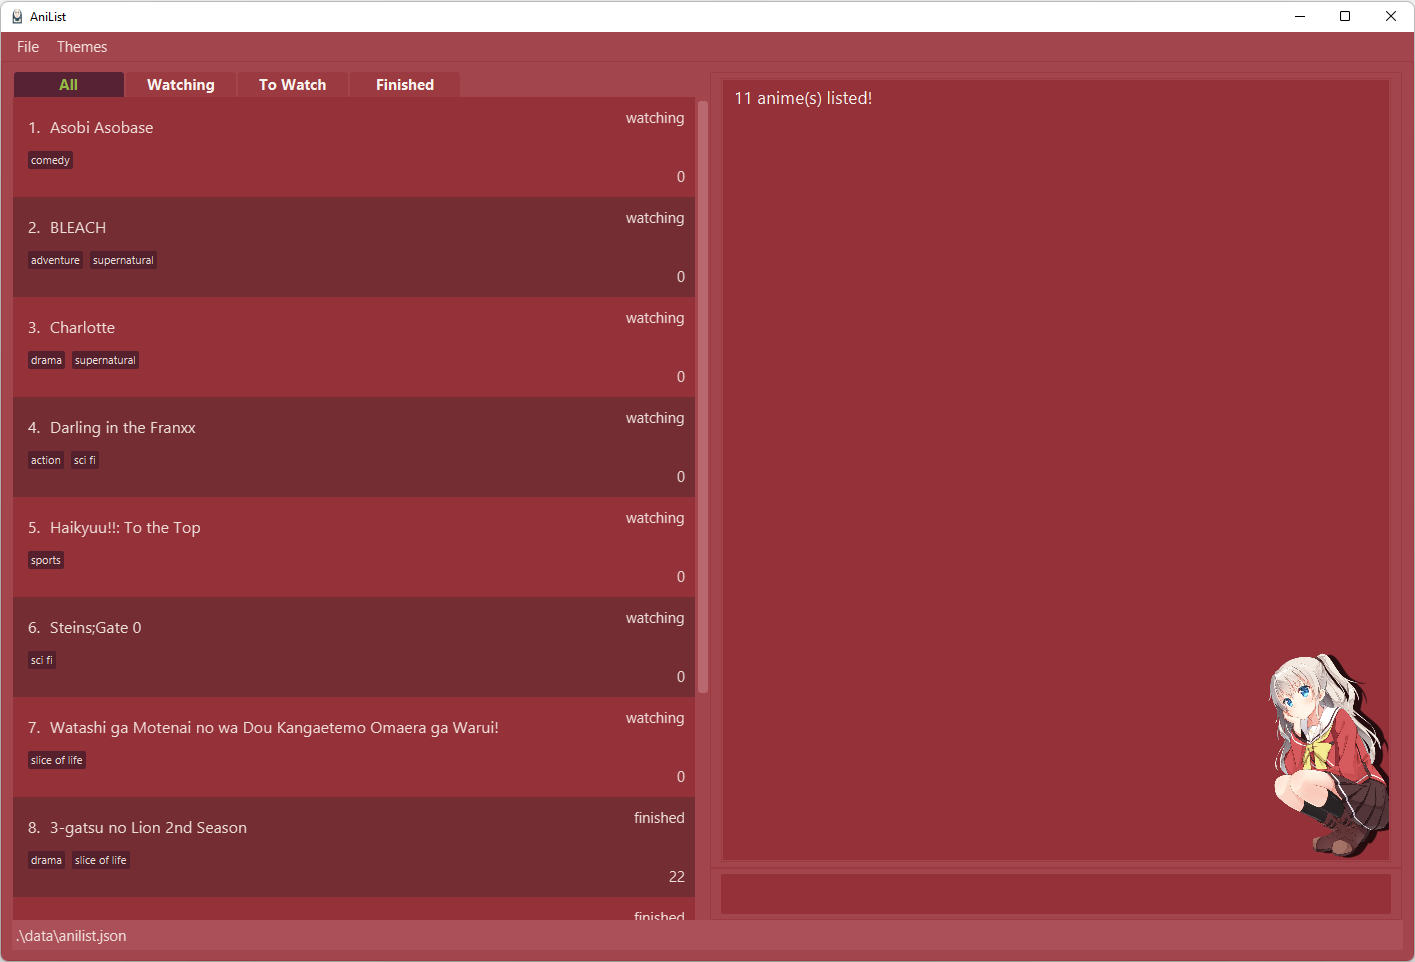 AniList
File Themes
All Watching To Watch Finished
1. Asobi Asobase
watching
comedy
0
2. BLEACH
watching
adventure supernatural
0
3. Charlotte
watching
drama supernatural
0
4. Darling in the Franxx
watching
action sci fi
0
5. Haikyuu!!: To the Top
watching
sports
0
6. Steins;Gate 0
watching
sci fi
0
7. Watashi ga Motenai no wa Dou Kangaetemo Omaera ga Warui!
watching
slice of life
0
8. 3-gatsu no Lion 2nd Season
finished
drama slice of life
22
finished
11 anime(s) listed!
.\data\anilist.json